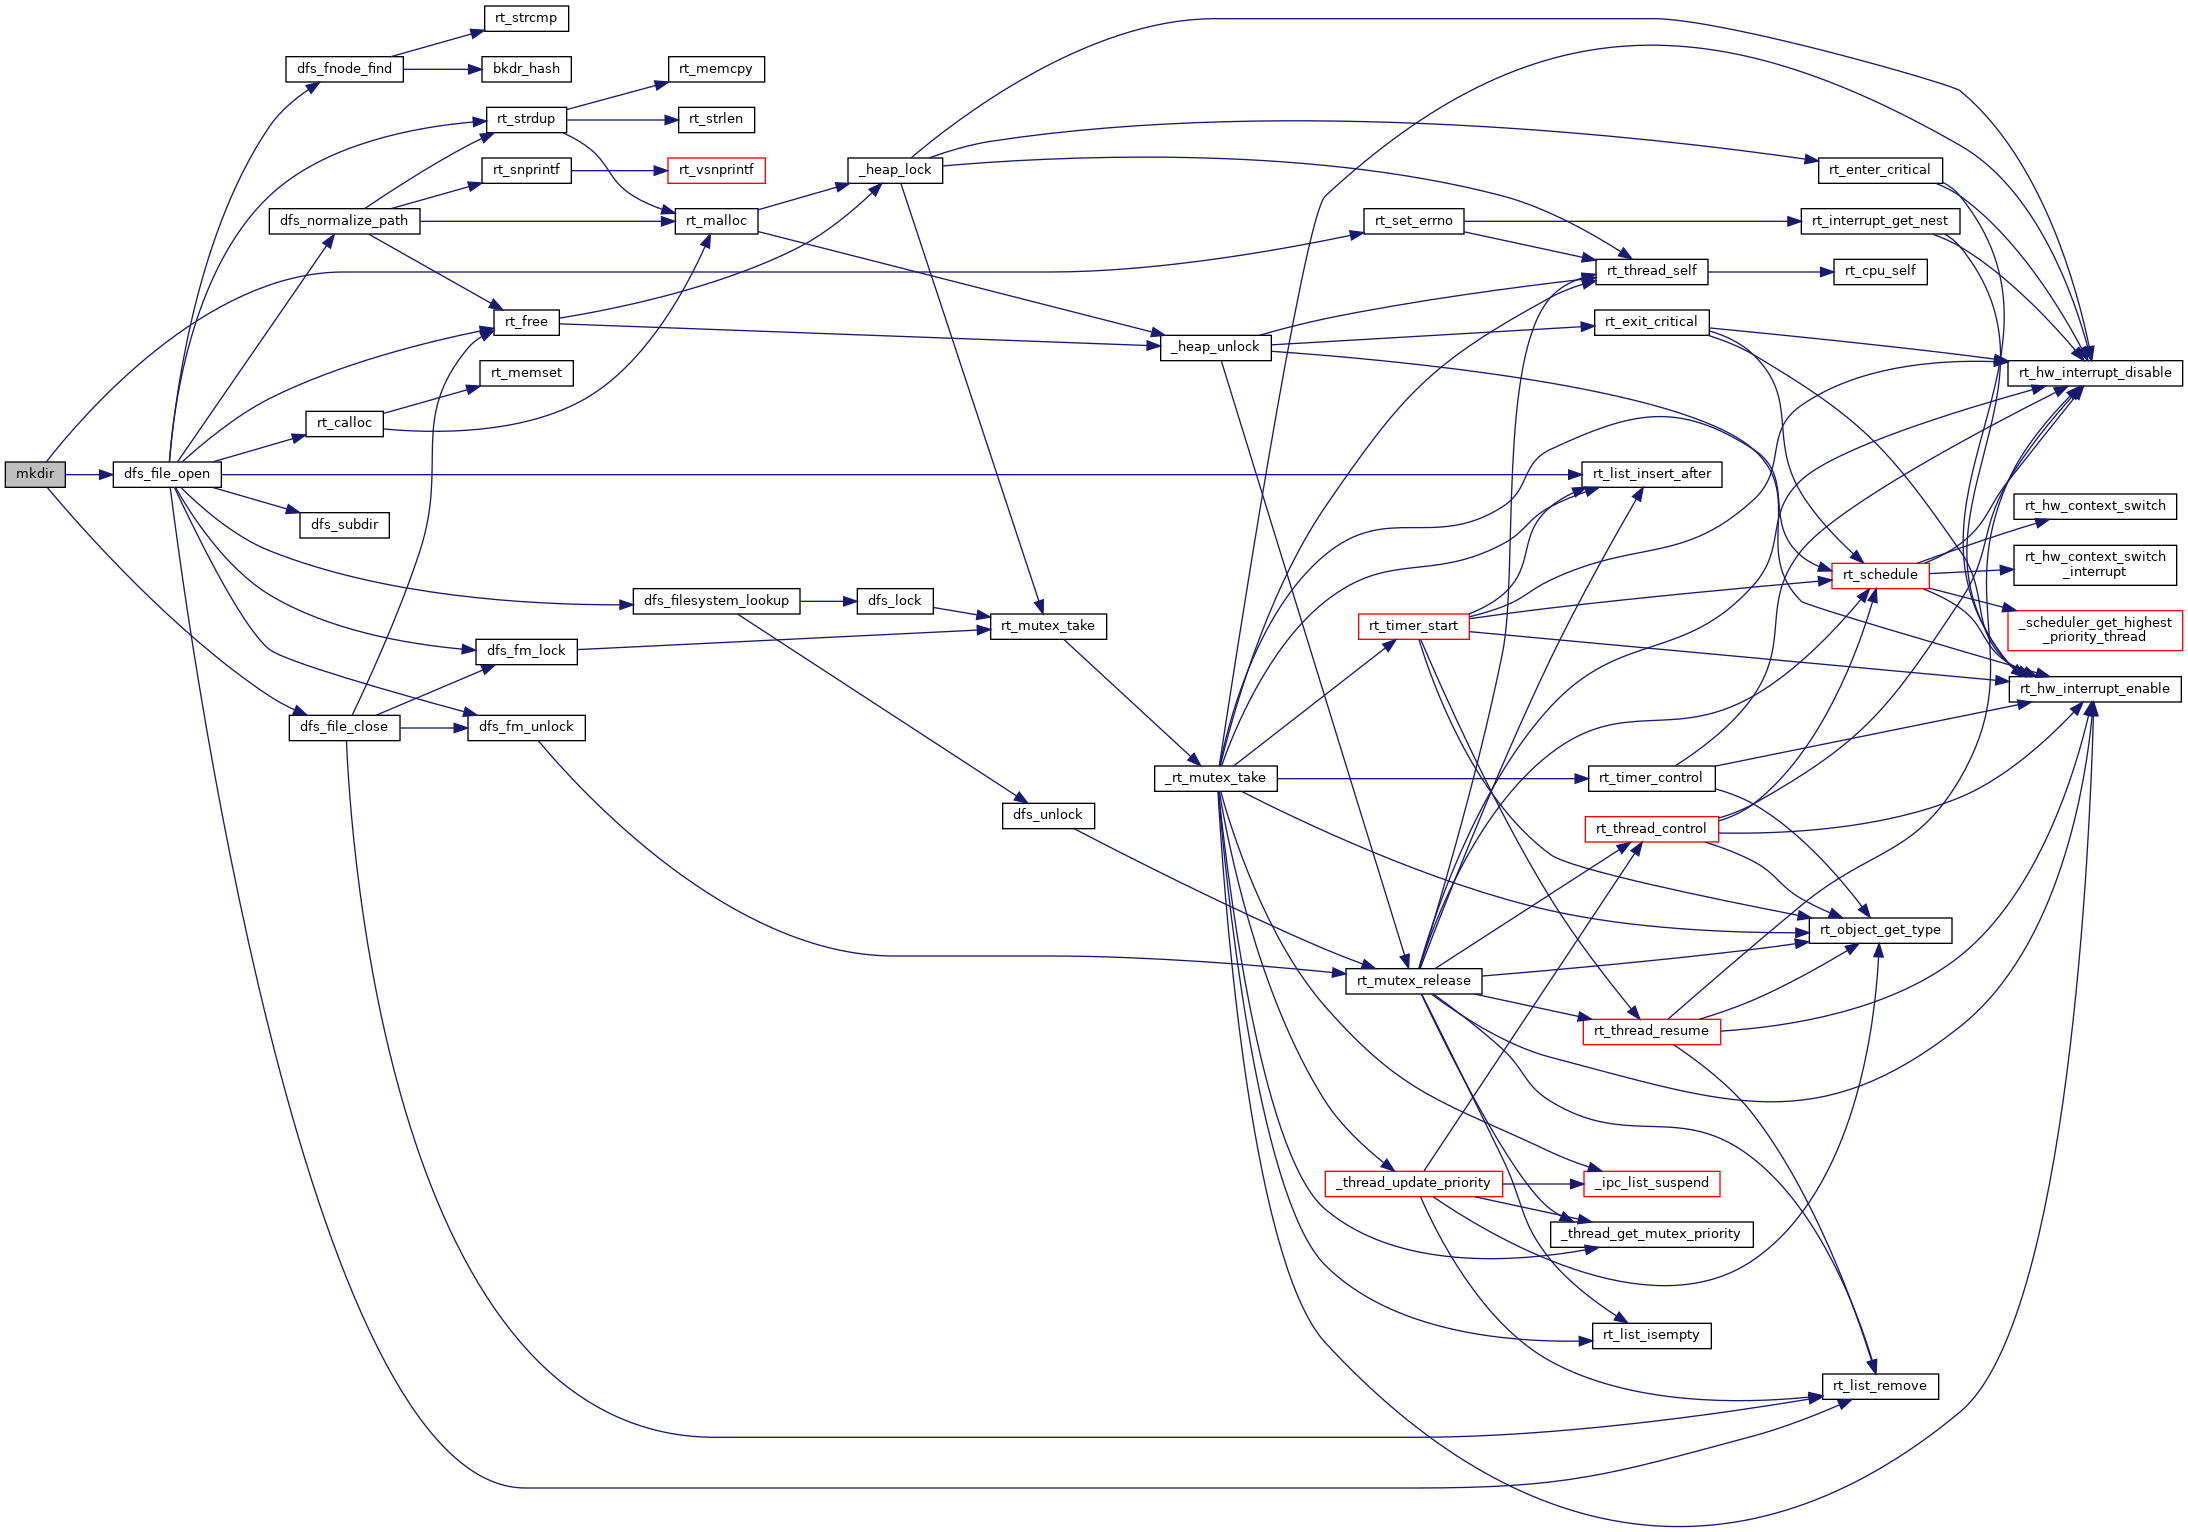 mkdir
dfs_file_open
dfs_fnode_find
dfs_normalize_path
rt_calloc
dfs_subdir
dfs_file_close
rt_strcmp
bkdr_hash
rt_strdup
rt_snprintf
rt_free
rt_memset
dfs_fm_lock
dfs_fm_unlock
rt_memcpy
rt_strlen
rt_vsnprintf
rt_malloc
dfs_filesystem_lookup
_heap_lock
dfs_lock
rt_mutex_take
dfs_unlock
_heap_unlock
_rt_mutex_take
rt_set_errno
rt_timer_start
rt_mutex_release
_thread_update_priority
rt_thread_self
rt_exit_critical
rt_list_insert_after
rt_timer_control
rt_thread_control
rt_thread_resume
_ipc_list_suspend
_thread_get_mutex_priority
rt_list_isempty
rt_enter_critical
rt_interrupt_get_nest
rt_cpu_self
rt_schedule
rt_object_get_type
rt_list_remove
rt_hw_interrupt_disable
rt_hw_context_switch
rt_hw_context_switch
_interrupt
_scheduler_get_highest
_priority_thread
rt_hw_interrupt_enable